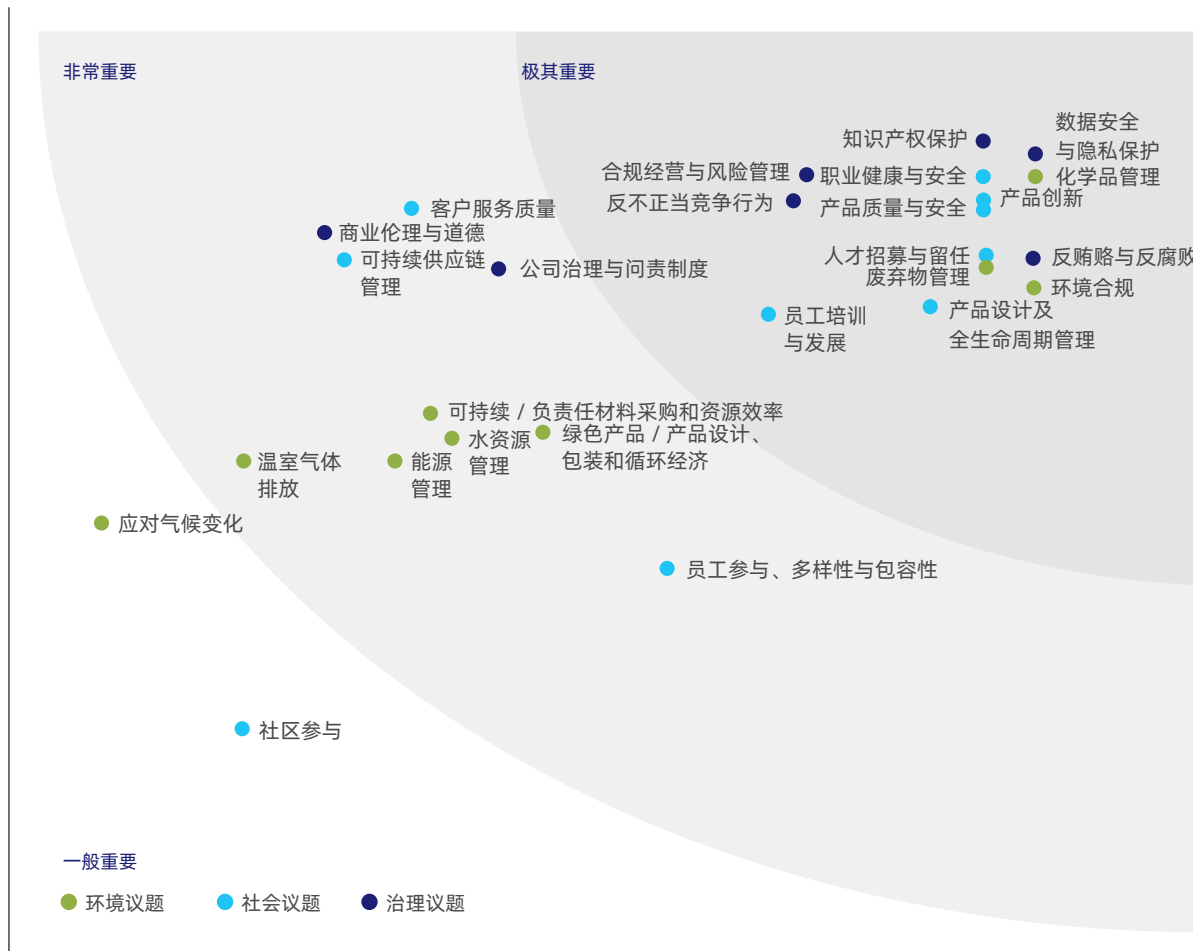 非常重要
极其重要
数据安全
与隐私保护
知识产权保护
合规经营与风险管理
职业健康与安全
化学品管理
反不正当竞争行为
产品质量与安全
产品创新
客户服务质量
商业伦理与道德
可持续供应链
管理
公司治理与问责制度
人才招募与留任
废弃物管理
反贿赂与反腐败
环境合规
员工培训
与发展
产品设计及
全生命周期管理
可持续 / 负责任材料采购和资源效率
水资源
管理
绿色产品 / 产品设计、
包装和循环经济
温室气体
排放
能源
管理
应对气候变化
员工参与、多样性与包容性
社区参与
一般重要
环境议题
社会议题
治理议题